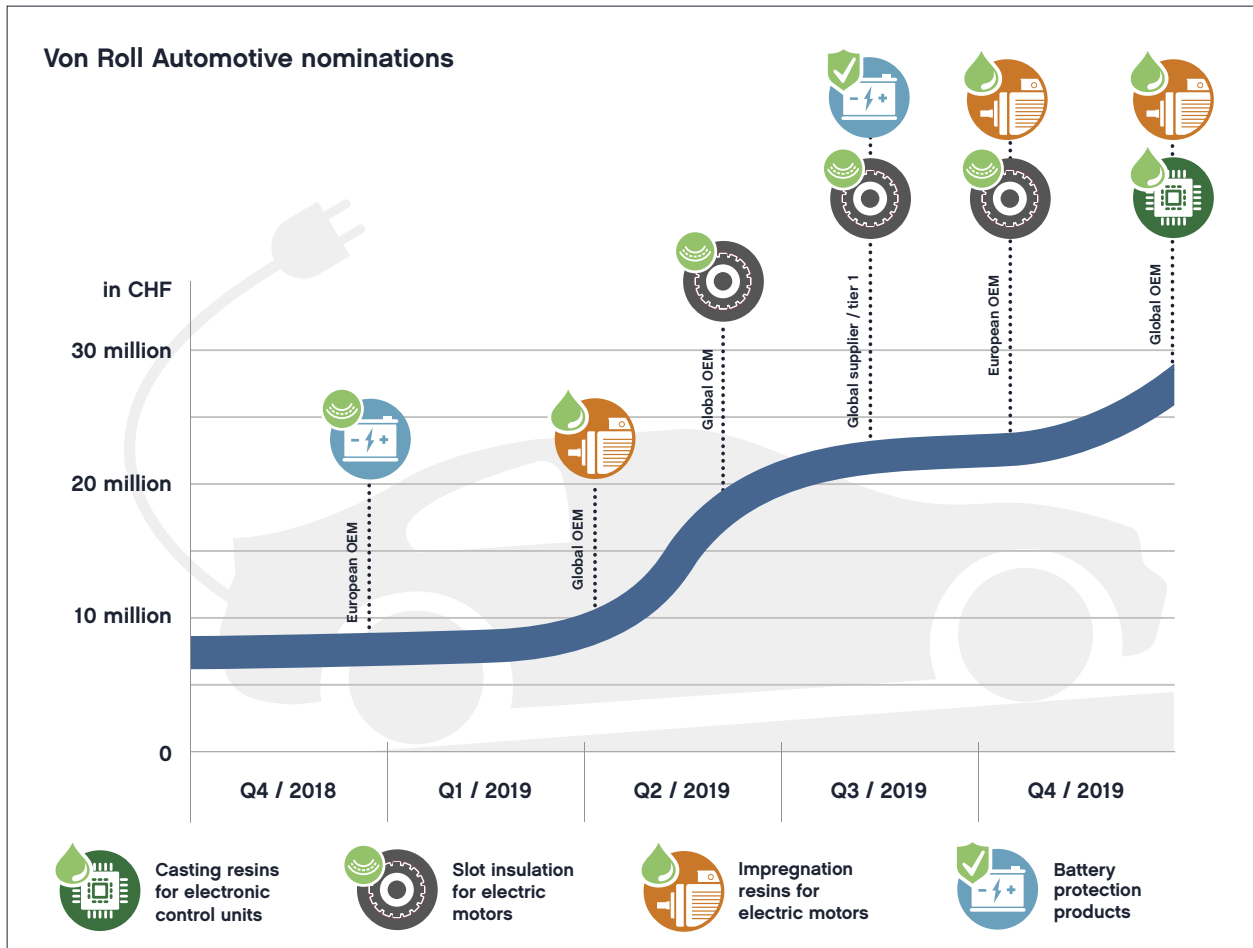 Von Roll Automotive nominations
in CHF
30 million
20 million
10 million
0
European OEM
Global OEM
Global OEM
Global supplier / tier 1
European OEM
Global OEM
Q4 / 2018
Q1 / 2019
Q2 / 2019
Q3 / 2019
Q4 / 2019
Casting resins
for electronic
control units
Slot insulation
for electric
motors
Impregnation
resins for
electric motors
Battery
protection
products